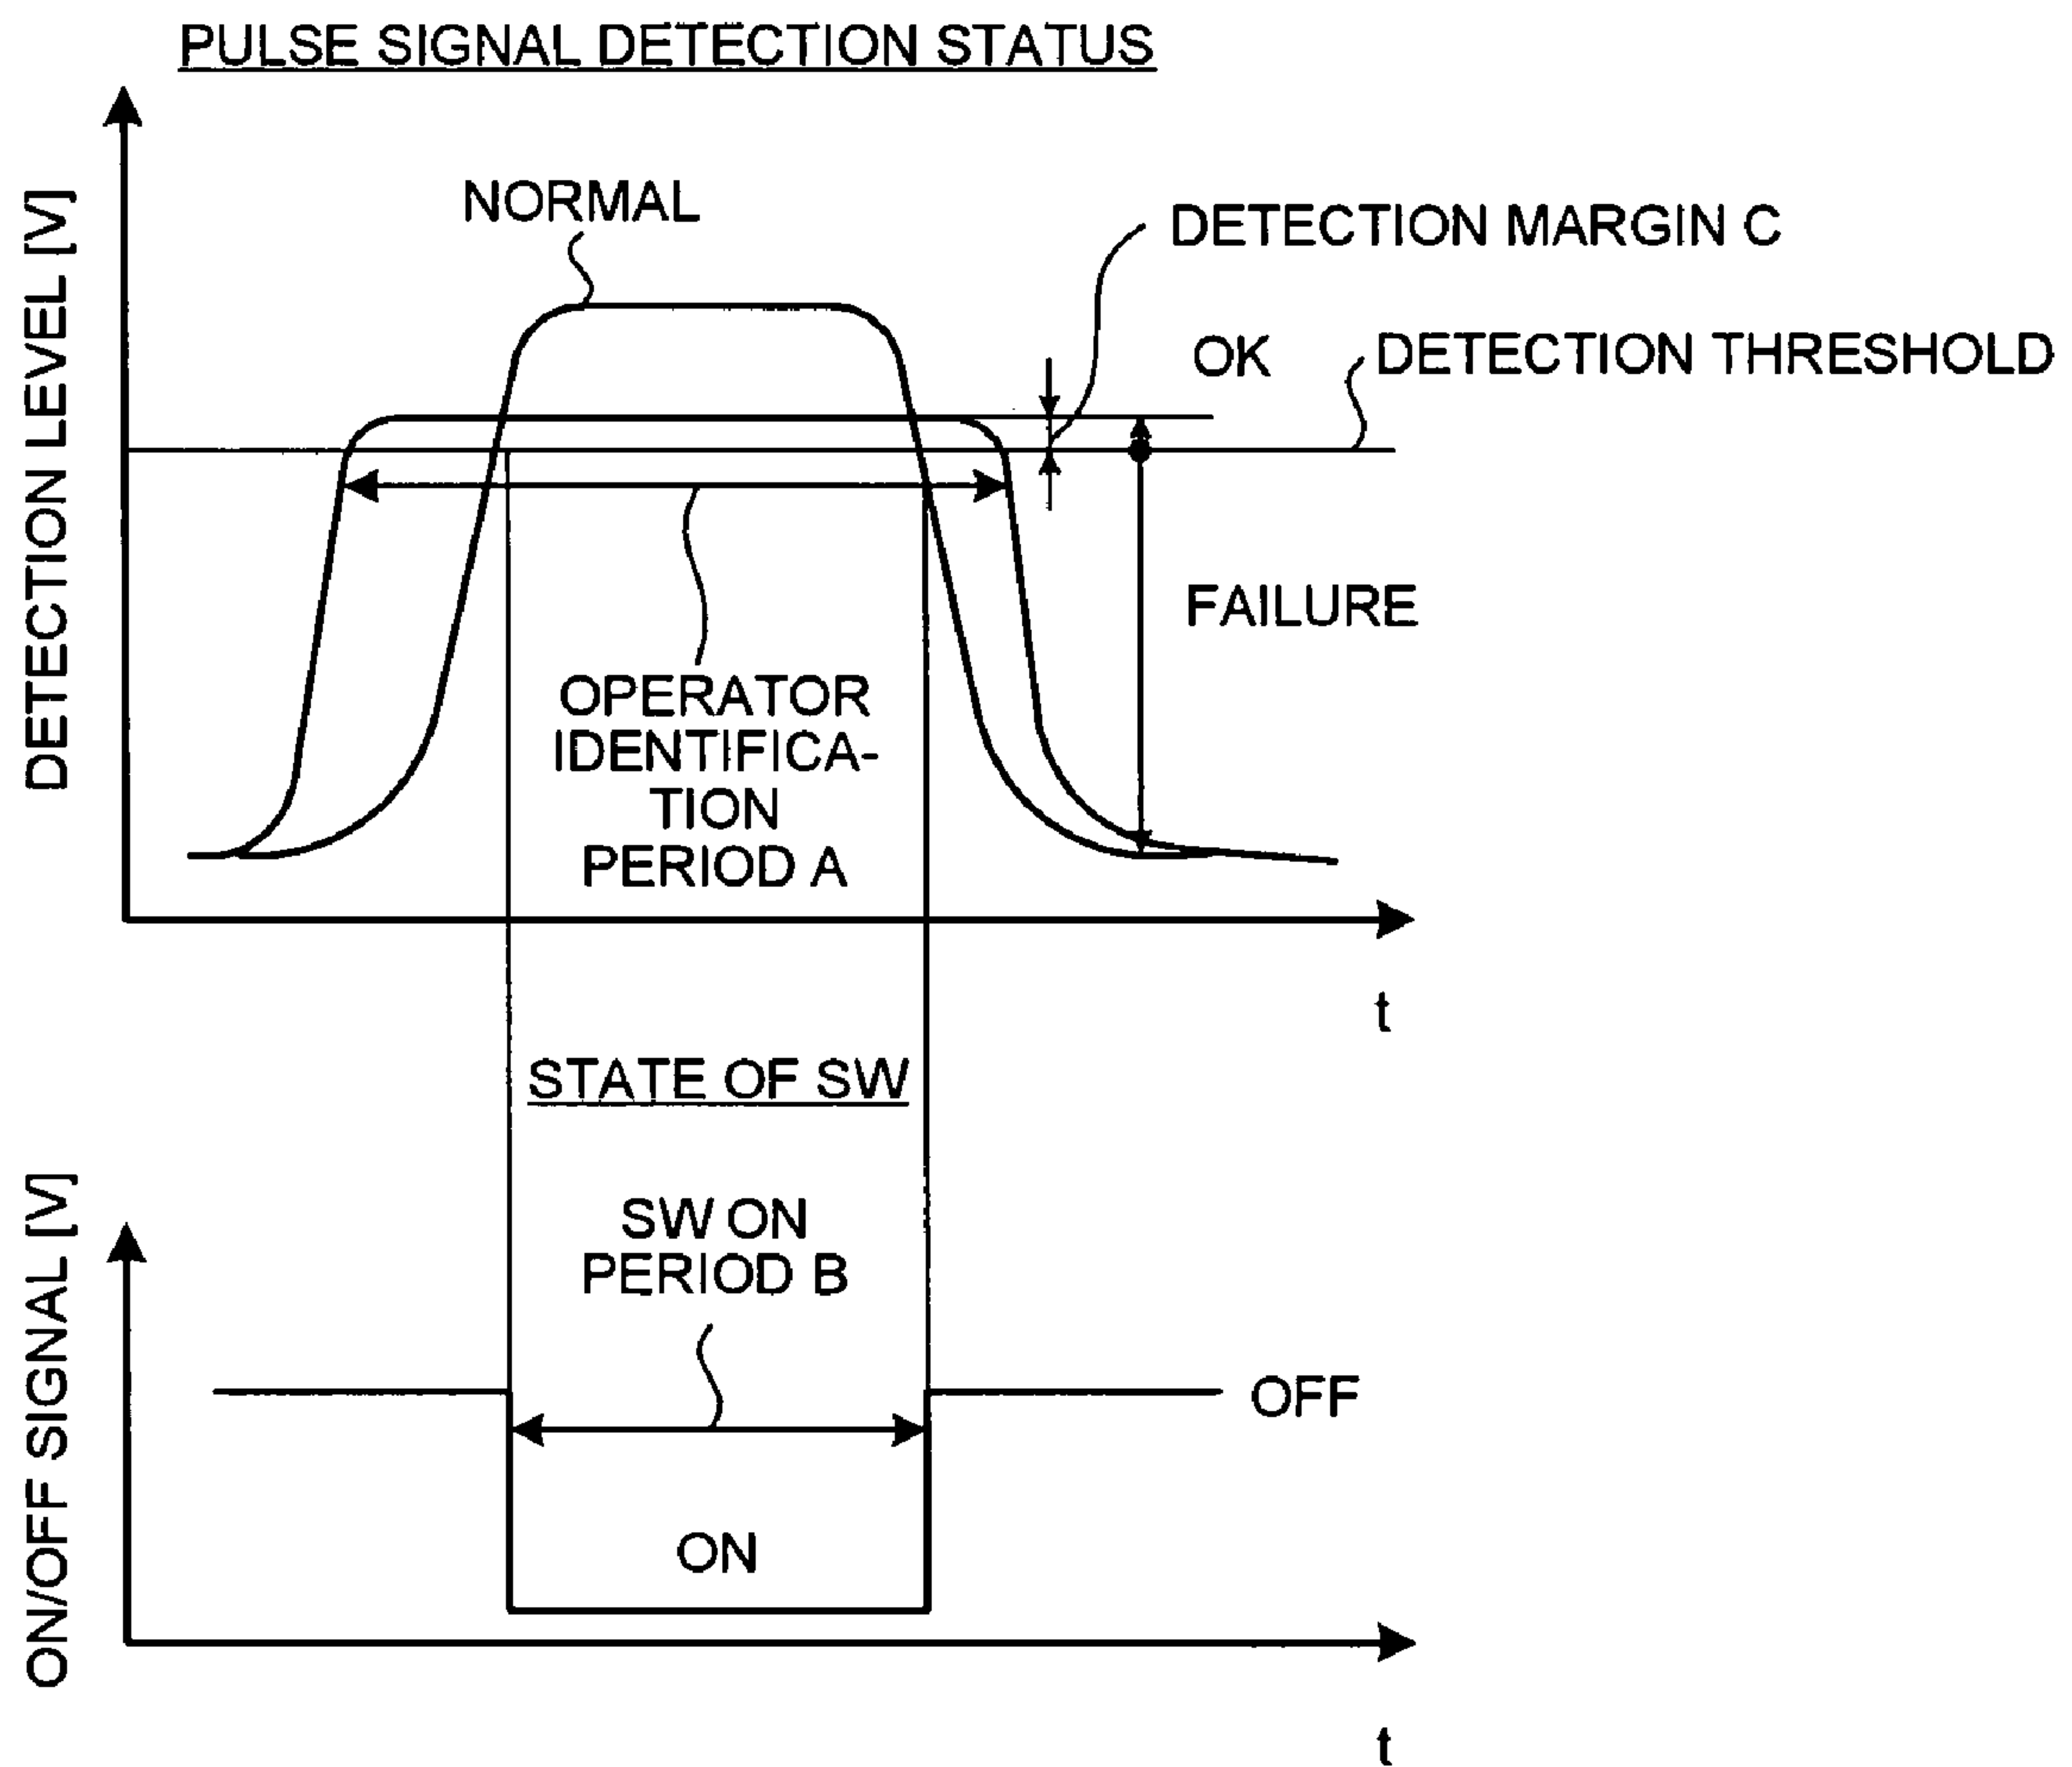 PULSE SIGNAL DETECTION STATUS
DETECTION LEVEL [V]
NORMAL
DETECTION MARGIN C
OK
DETECTION THRESHOLD
FAILURE
OPERATOR
IDENTIFICA-
TION
PERIOD A
t
STATE OF SW
ON/OFF SIGNAL [V]
SW ON
PERIOD B
OFF
ON
t